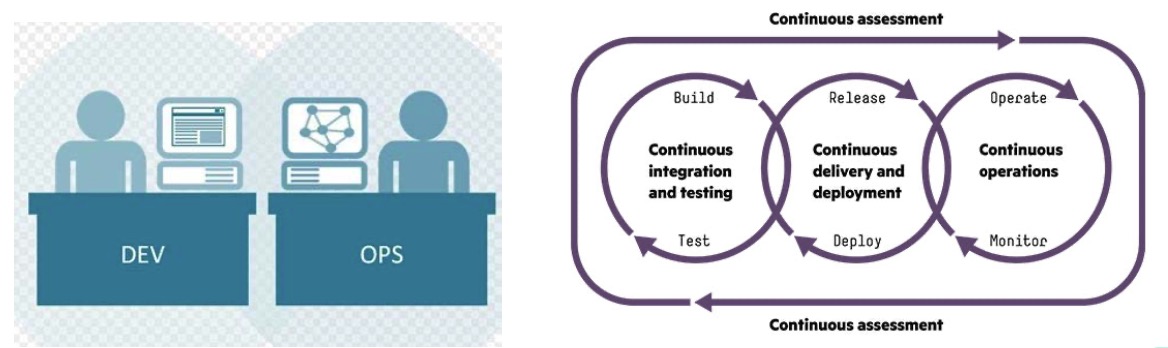 DEV
OPS
Continuous assessment
Build
Continuous
integration
and testing
Test
Release
Continuous
delivery and
deployment
Deploy
Operate
Continuous
operations
Monitor
Continuous assessment